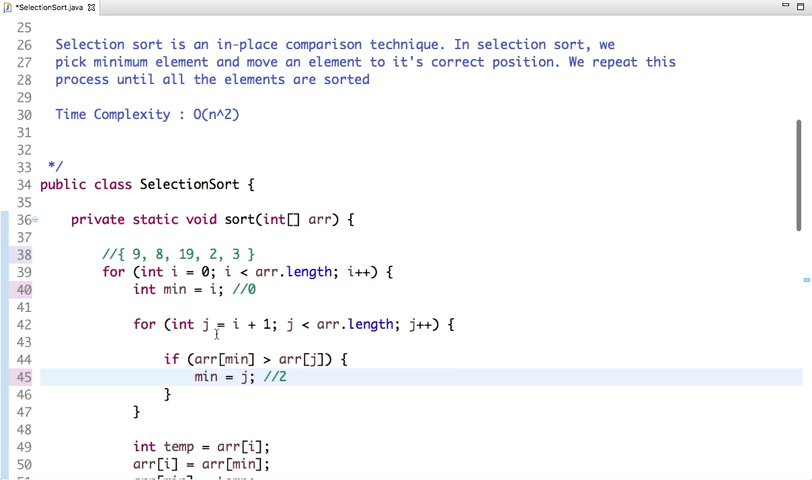 *SelectionSort.java
25
26 Selection sort is an in-place comparison technique. In selection sort, we
27 pick minimum element and move an element to it's correct position. We repeat this
28 process until all the elements are sorted
29
30 Time Complexity : O(n^2)
31
32
33 */
34 public class SelectionSort {
35
36 private static void sort(int[] arr) {
37
38 //{ 9, 8, 19, 2, 3 }
39 for (int i = 0; i < arr.length; i++) {
40 int min = i; //0
41
42 for (int j = i + 1; j < arr.length; j++) {
43
44 if (arr[min] > arr[j]) {
45 min = j; //2
46 }
47 }
48
49 int temp = arr[i];
50 arr[i] = arr[min];